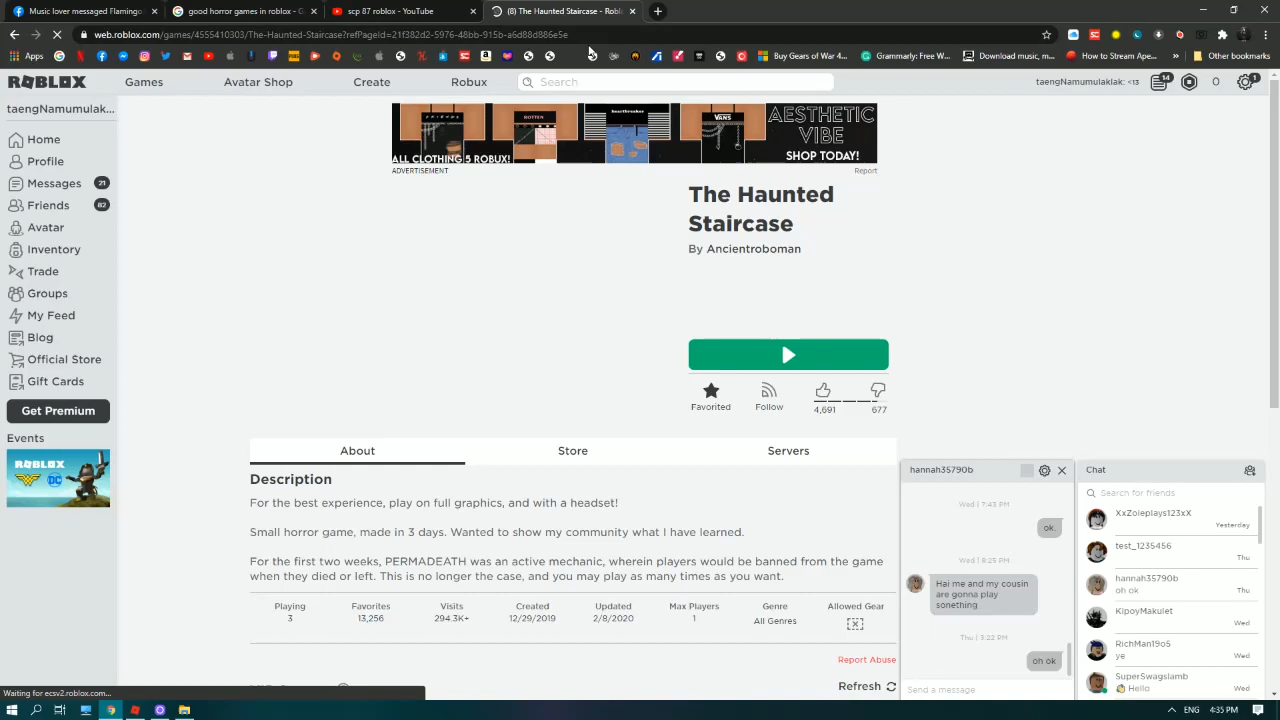 Music lover messaged Flamingo
good horror games in roblox - G
scp 87 roblox - YouTube
(8) The Haunted Staircase - Robl
web.roblox.com/games/4555410303/The-Haunted-Staircase?refPageId=21f382d2-5976-48bb-915b-a6d88d886e5e
Apps
Buy Gears of War 4...
Grammarly: Free Wr...
Download music, m...
How to Stream Ape...
Other bookmarks
ROBLOX
Games
Avatar Shop
Create
Robux
Search
taengNamumulaklak: <13
14
0
1
taengNamumulak...
Home
Profile
Messages 21
Friends 82
Avatar
Inventory
Trade
Groups
My Feed
Blog
Official Store
Gift Cards
Get Premium
Events
ROBLOX
DC
FRIENDS
ROTTEN
heartbreaker
VANS
AESTHETIC
VIBE
ALL CLOTHING 5 ROBUX!
SHOP TODAY!
ADVERTISEMENT
Report
The Haunted
Staircase
By Ancientroboman
Favorited
Follow
4,691
677
About
Store
Servers
Description
For the best experience, play on full graphics, and with a headset!
Small horror game, made in 3 days. Wanted to show my community what I have learned.
For the first two weeks, PERMADEATH was an active mechanic, wherein players would be banned from the game
when they died or left. This is no longer the case, and you may play as many times as you want.
Playing
Favorites
Visits
Created
Updated
Max Players
Genre
Allowed Gear
3
13,256
294.3K+
12/29/2019
2/8/2020
1
All Genres
Report Abuse
Refresh
hannah35790b
Wed | 7:43 PM
ok.
Wed | 8:25 PM
Hai me and my cousin
are gonna play
sonething
Thu | 3:22 PM
oh ok
Send a message
Chat
Search for friends
XxZoleplays123xX
Yesterday
test_1235456
Thu
hannah35790b
oh ok
Thu
KipoyMakulet
Wed
RichMan19o5
ye
Wed
SuperSwagslamb
Hello
Wed
Waiting for ecsv2.roblox.com...
ENG
4:35 PM